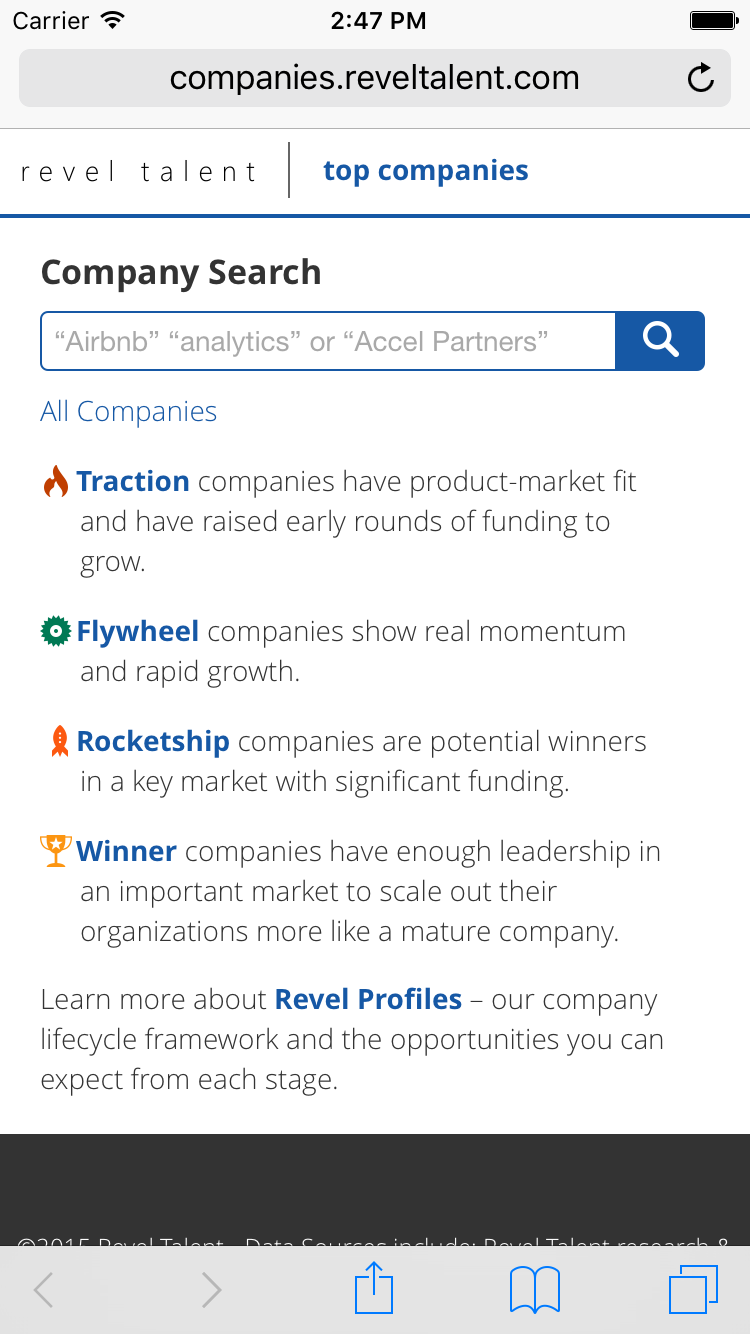 Carrier 2:47 PM
companies.reveltalent.com
revel talent top companies
Company Search
“Airbnb” “analytics” or “Accel Partners”
All Companies
Traction companies have product-market fit
and have raised early rounds of funding to
grow.
Flywheel companies show real momentum
and rapid growth.
Rocketship companies are potential winners
in a key market with significant funding.
Winner companies have enough leadership in
an important market to scale out their
organizations more like a mature company.
Learn more about Revel Profiles – our company
lifecycle framework and the opportunities you can
expect from each stage.
©2015 Revel Talent - Data Sources include: Revel Talent research &